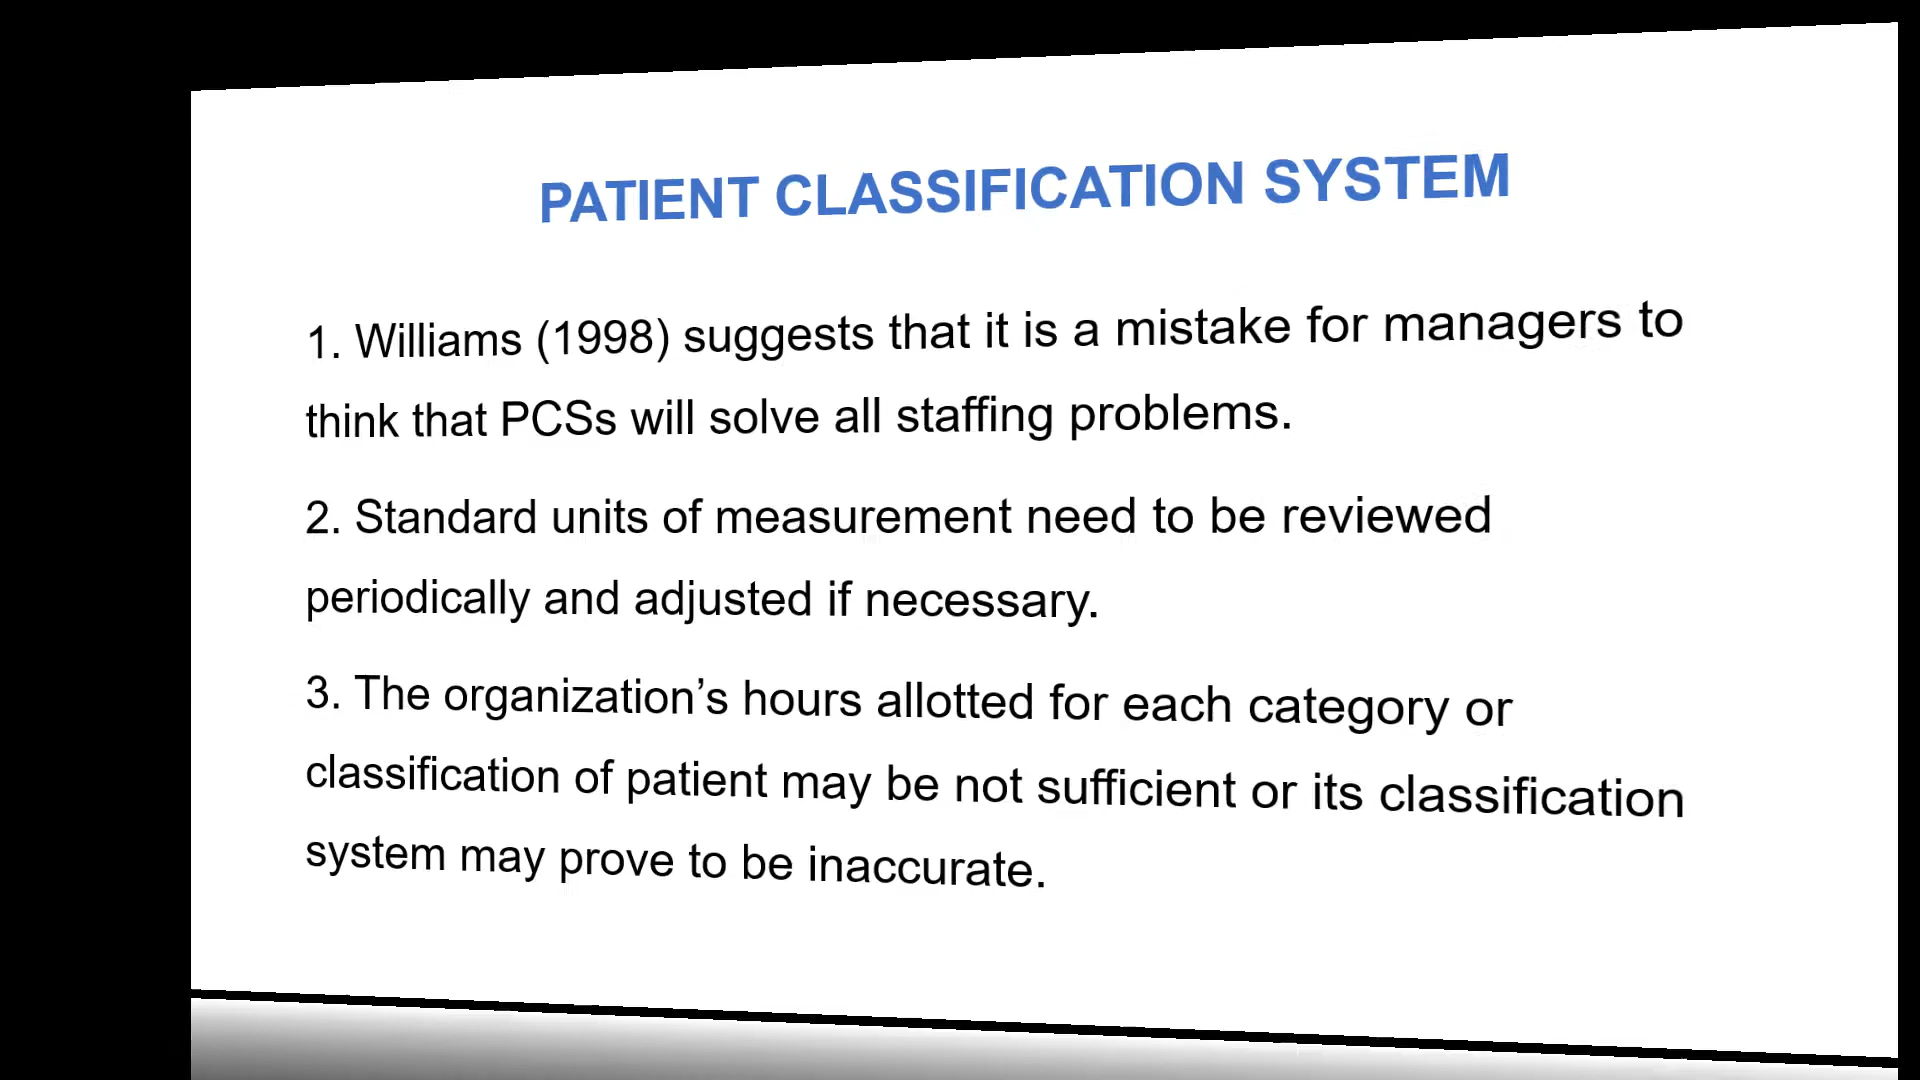 PATIENT CLASSIFICATION SYSTEM
1. Williams (1998) suggests that it is a mistake for managers to
think that PCSs will solve all staffing problems.
2. Standard units of measurement need to be reviewed
periodically and adjusted if necessary.
3. The organization’s hours allotted for each category or
classification of patient may be not sufficient or its classification
system may prove to be inaccurate.